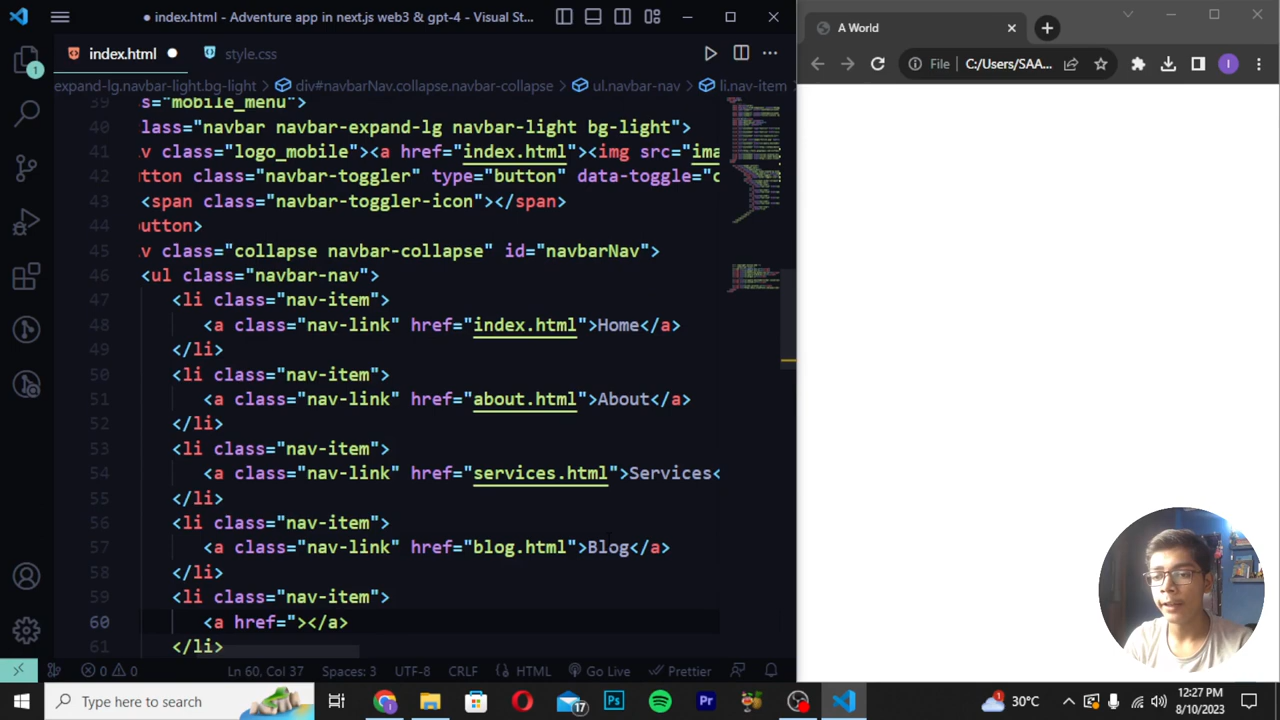 index.html - Adventure app in next.js web3 & gpt-4 - Visual St...
A World
index.html
style.css
File
C:/Users/SAA...
I
1
expand-lg.navbar-light.bg-light > div#navbarNav.collapse.navbar-collapse > ul.navbar-nav > li.nav-item >
39 s="mobile_menu">
40 lass="navbar navbar-expand-lg navbar-light bg-light">
41 v class="logo_mobile"><a href="index.html"><img src="ima
42 tton class="navbar-toggler" type="button" data-toggle="c
43 <span class="navbar-toggler-icon"></span>
44 button>
45 v class="collapse navbar-collapse" id="navbarNav">
46 <ul class="navbar-nav">
47 <li class="nav-item">
48 <a class="nav-link" href="index.html">Home</a>
49 </li>
50 <li class="nav-item">
51 <a class="nav-link" href="about.html">About</a>
52 </li>
53 <li class="nav-item">
54 <a class="nav-link" href="services.html">Services<
55 </li>
56 <li class="nav-item">
57 <a class="nav-link" href="blog.html">Blog</a>
58 </li>
59 <li class="nav-item">
60 <a href="></a>
61 </li>
0 0 Ln 60, Col 37 Spaces: 3 UTF-8 CRLF HTML Go Live Prettier
Type here to search
17
Ps
Pr
1
30°C
12:27 PM
8/10/2023